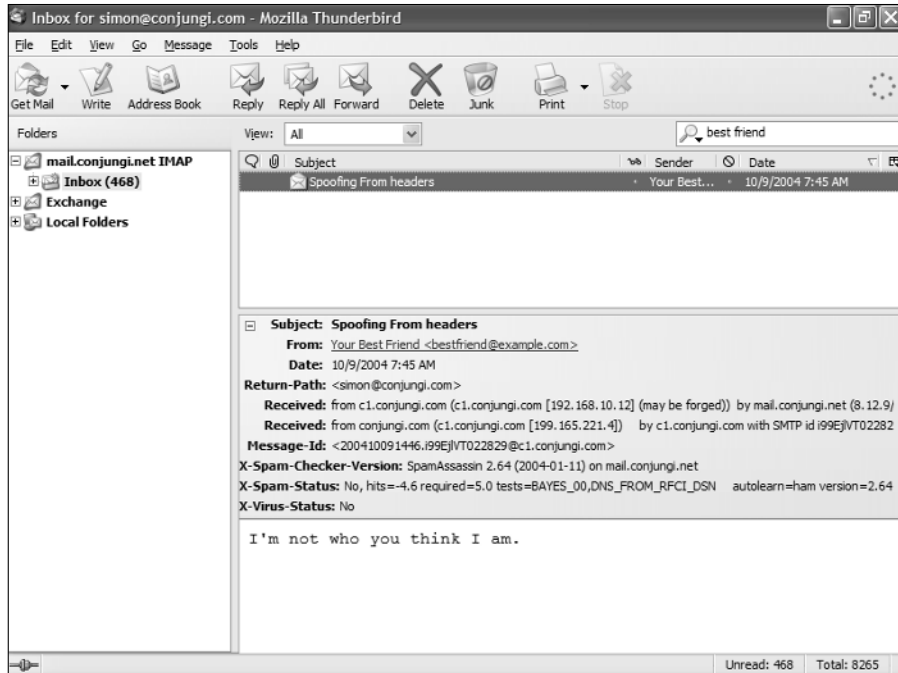 Inbox for simon@conjungi.com - Mozilla Thunderbird
File Edit View Go Message Tools Help
Get Mail Write Address Book Reply Reply All Forward Delete Junk Print Stop
Folders View: All best friend
Subject Sender Date
mail.conjungi.net IMAP
Inbox (468)
Exchange
Local Folders
Spoofing From headers Your Best... 10/9/2004 7:45 AM
Subject: Spoofing From headers
From: Your Best Friend <bestfriend@example.com>
Date: 10/9/2004 7:45 AM
Return-Path: <simon@conjungi.com>
Received: from c1.conjungi.com (c1.conjungi.com [192.168.10.12] (may be forged)) by mail.conjungi.net (8.12.9/
Received: from conjungi.com (c1.conjungi.com [199.165.221.4]) by c1.conjungi.com with SMTP id i99EjlVT02282
Message-Id: <200410091446.i99EjlVT022829@c1.conjungi.com>
X-Spam-Checker-Version: SpamAssassin 2.64 (2004-01-11) on mail.conjungi.net
X-Spam-Status: No, hits=-4.6 required=5.0 tests=BAYES_00,DNS_FROM_RFCI_DSN autolearn=ham version=2.64
X-Virus-Status: No
I'm not who you think I am.
Unread: 468 Total: 8265